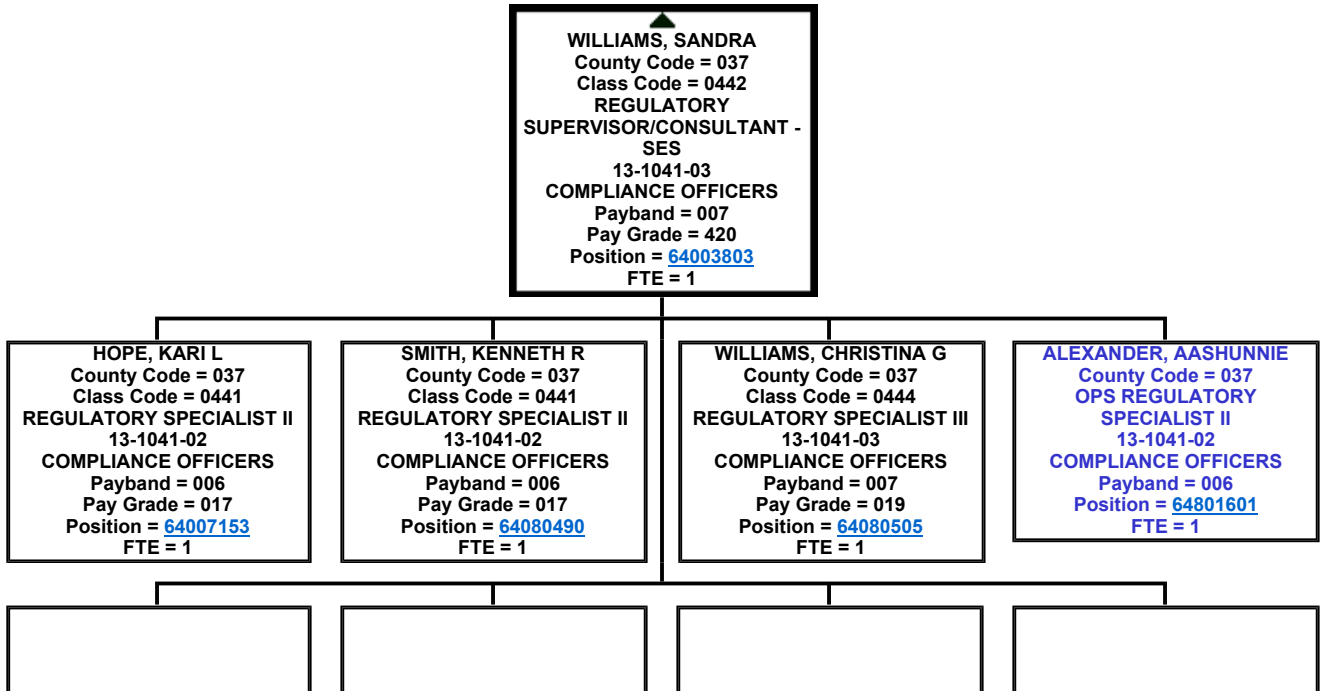 WILLIAMS, SANDRA
County Code = 037
Class Code = 0442
REGULATORY
SUPERVISOR/CONSULTANT -
SES
13-1041-03
COMPLIANCE OFFICERS
Payband = 007
Pay Grade = 420
Position = 64003803
FTE = 1
HOPE, KARI L
County Code = 037
Class Code = 0441
REGULATORY SPECIALIST II
13-1041-02
COMPLIANCE OFFICERS
Payband = 006
Pay Grade = 017
Position = 64007153
FTE = 1
SMITH, KENNETH R
County Code = 037
Class Code = 0441
REGULATORY SPECIALIST II
13-1041-02
COMPLIANCE OFFICERS
Payband = 006
Pay Grade = 017
Position = 64080490
FTE = 1
WILLIAMS, CHRISTINA G
County Code = 037
Class Code = 0444
REGULATORY SPECIALIST III
13-1041-03
COMPLIANCE OFFICERS
Payband = 007
Pay Grade = 019
Position = 64080505
FTE = 1
ALEXANDER, AASHUNNIE
County Code = 037
OPS REGULATORY
SPECIALIST II
13-1041-02
COMPLIANCE OFFICERS
Payband = 006
Position = 64801601
FTE = 1